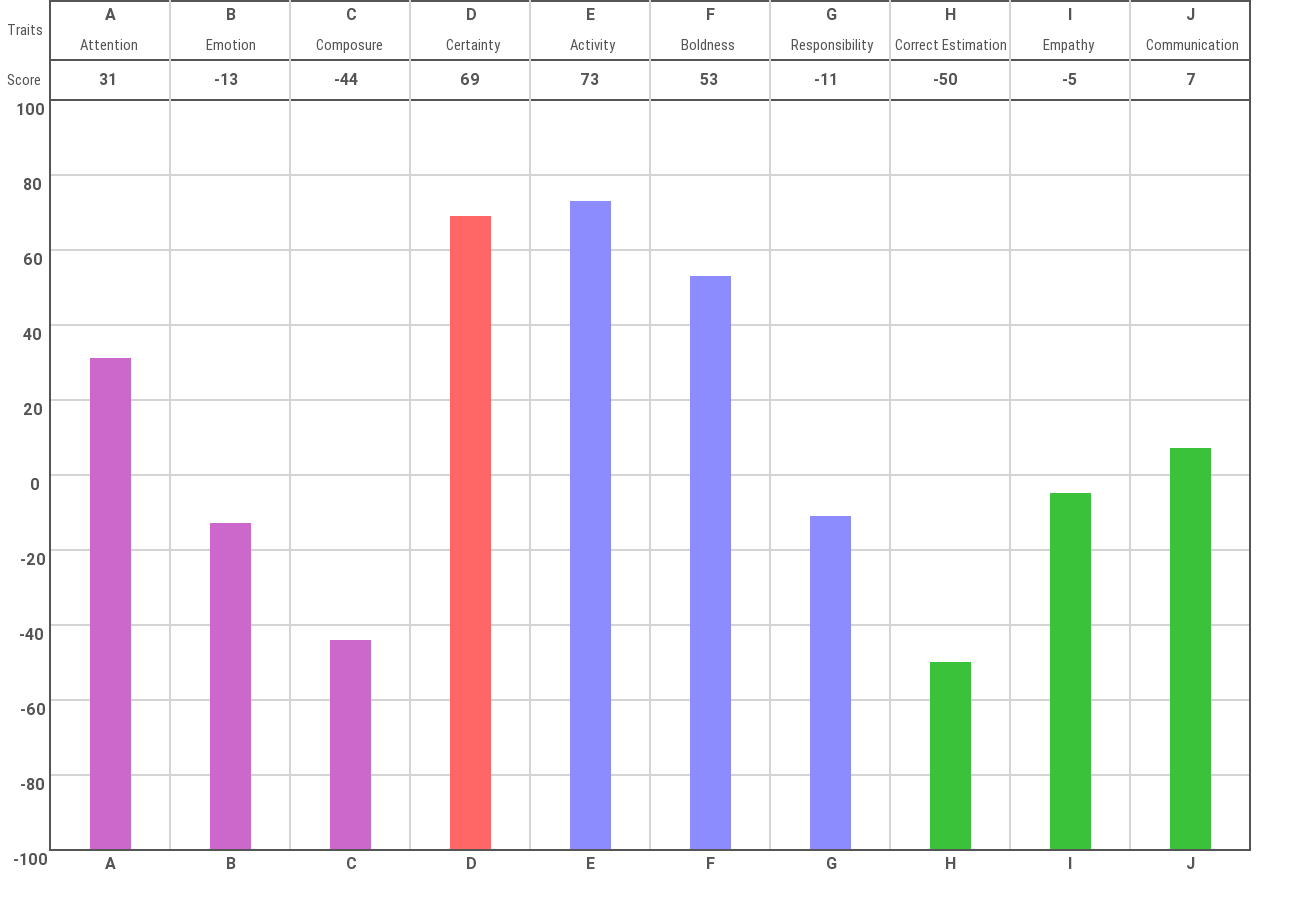 Traits A B C D E F G H I J
Attention Emotion Composure Certainty Activity Boldness Responsibility Correct Estimation Empathy Communication
Score 31 -13 -44 69 73 53 -11 -50 -5 7
100
80
60
40
20
0
-20
-40
-60
-80
-100
A B C D E F G H I J